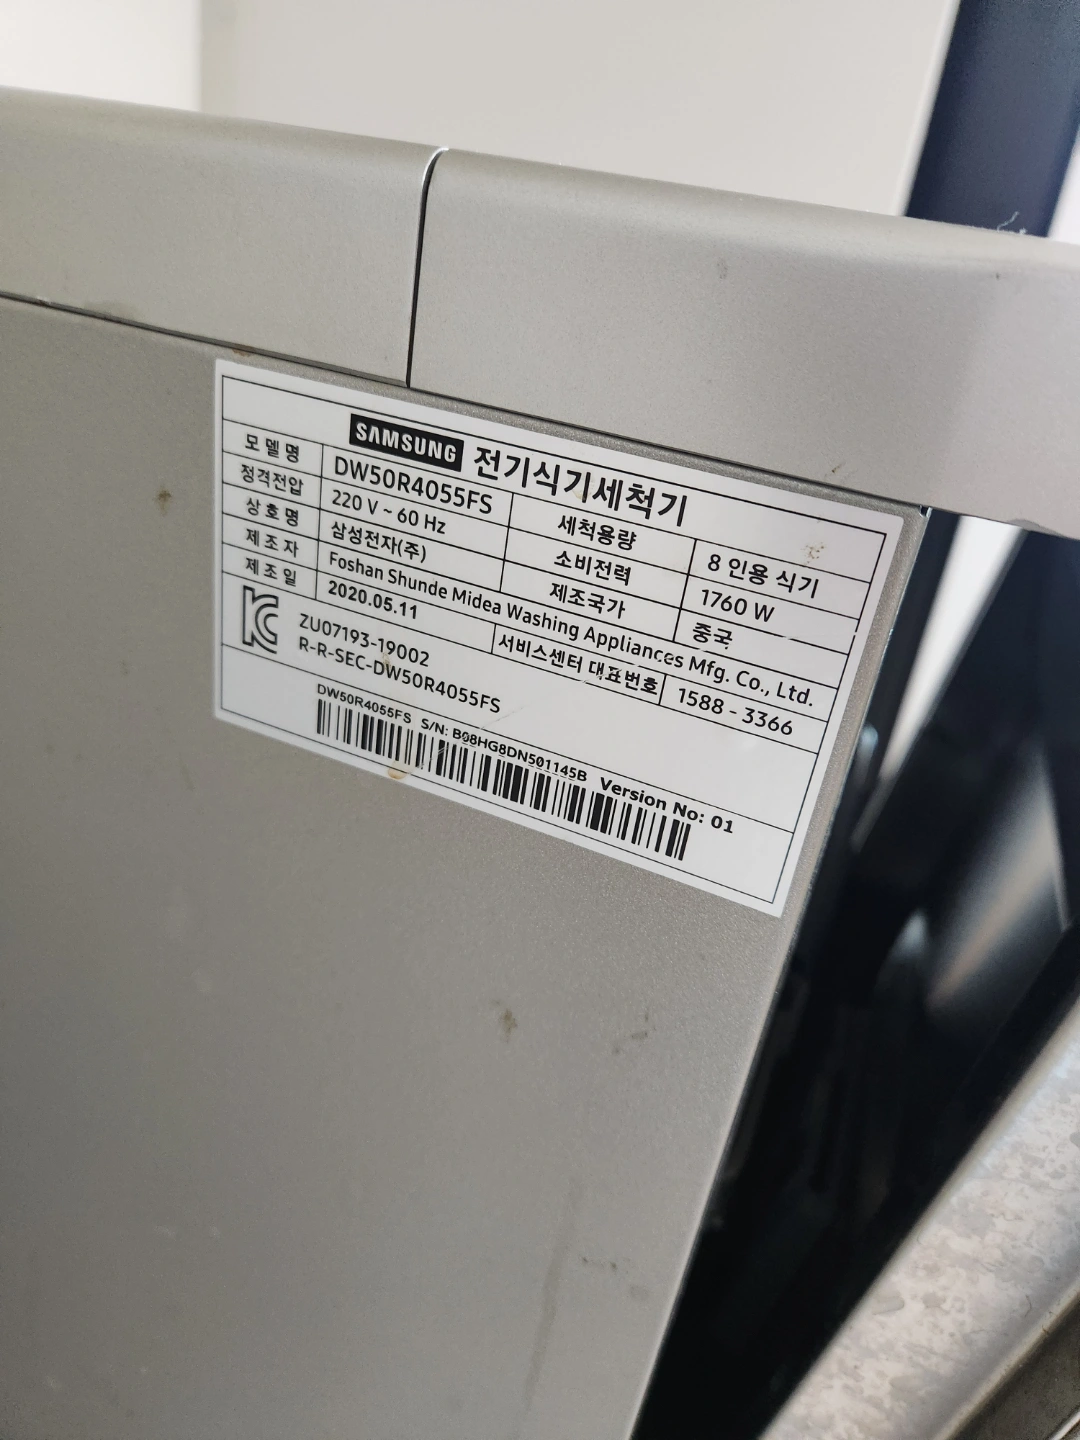 SAMSUNG 전기식기세척기
모델명 DW50R4055FS 세척용량 8 인용 식기
정격전압 220 V ~ 60 Hz 소비전력 1760 W
상호명 삼성전자(주) 제조국가 중국
제조자 Foshan Shunde Midea Washing Appliances Mfg. Co., Ltd.
제조일 2020.05.11 서비스센터 대표번호 1588 - 3366
ZU07193-19002
R-R-SEC-DW50R4055FS
DW50R4055FS S/N: B08HG8DN501145B Version No: 01